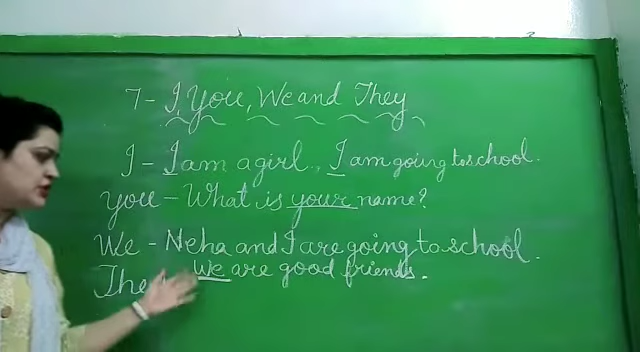 7- I, You, We and They
I - I am a girl., I am going to school.
you - What is your name?
We - Neha and I are going to school.
We are good friends.
The